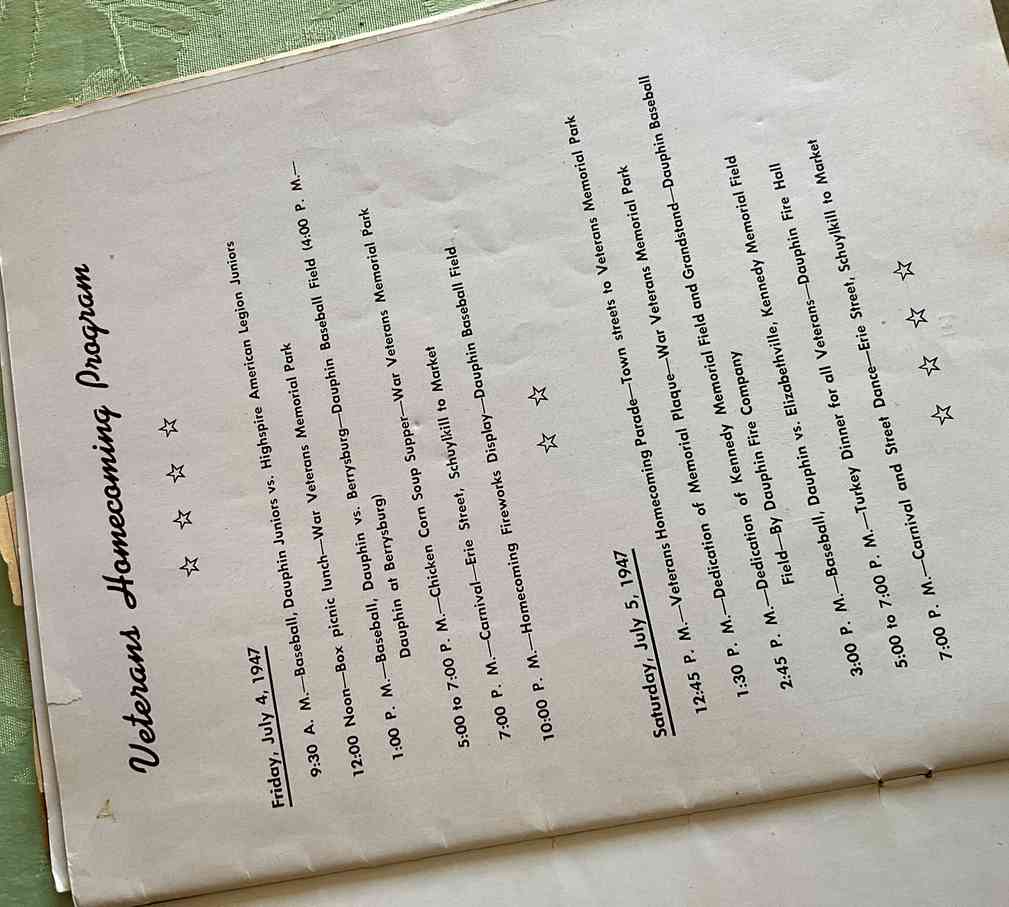 Veterans Homecoming Program
Friday, July 4, 1947
9:30 A. M.—Baseball, Dauphin Juniors vs. Highspire American Legion Juniors
12:00 Noon—Box picnic lunch—War Veterans Memorial Park
1:00 P. M.—Baseball, Dauphin vs. Berrysburg—Dauphin Baseball Field (4:00 P. M.—
Dauphin at Berrysburg)
5:00 to 7:00 P. M.—Chicken Corn Soup Supper—War Veterans Memorial Park
7:00 P. M.—Carnival—Erie Street, Schuylkill to Market
10:00 P. M.—Homecoming Fireworks Display—Dauphin Baseball Field
Saturday, July 5, 1947
12:45 P. M.—Veterans Homecoming Parade—Town streets to Veterans Memorial Park
1:30 P. M.—Dedication of Memorial Plaque—War Veterans Memorial Park
2:45 P. M.—Dedication of Kennedy Memorial Field and Grandstand—Dauphin Baseball
Field—By Dauphin Fire Company
3:00 P. M.—Baseball, Dauphin vs. Elizabethville, Kennedy Memorial Field
5:00 to 7:00 P. M.—Turkey Dinner for all Veterans—Dauphin Fire Hall
7:00 P. M.—Carnival and Street Dance—Erie Street, Schuylkill to Market